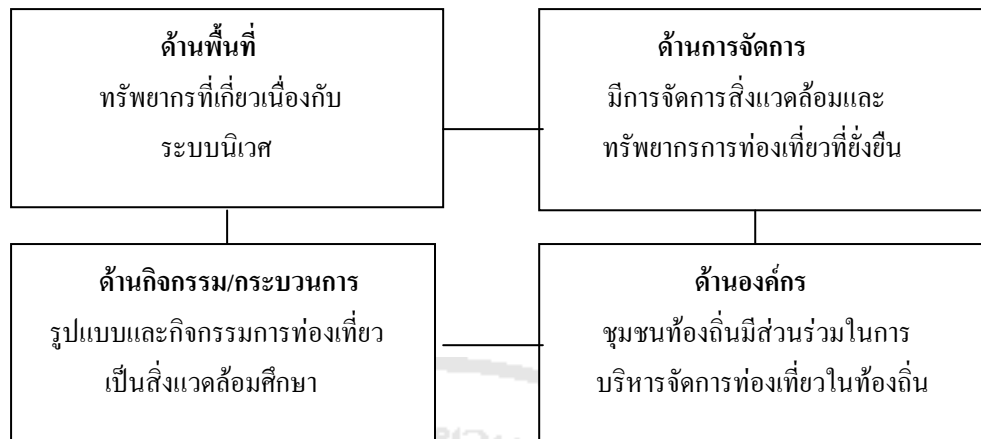 ด้านพื้นที่
ทรัพยากรที่เกี่ยวเนื่องกับ
ระบบนิเวศ
ด้านการจัดการ
มีการจัดการสิ่งแวดล้อมและ
ทรัพยากรการท่องเที่ยวที่ยั่งยืน
ด้านกิจกรรม/กระบวนการ
รูปแบบและกิจกรรมการท่องเที่ยว
เป็นสิ่งแวดล้อมศึกษา
ด้านองค์กร
ชุมชนท้องถิ่นมีส่วนร่วมในการ
บริหารจัดการท่องเที่ยวในท้องถิ่น